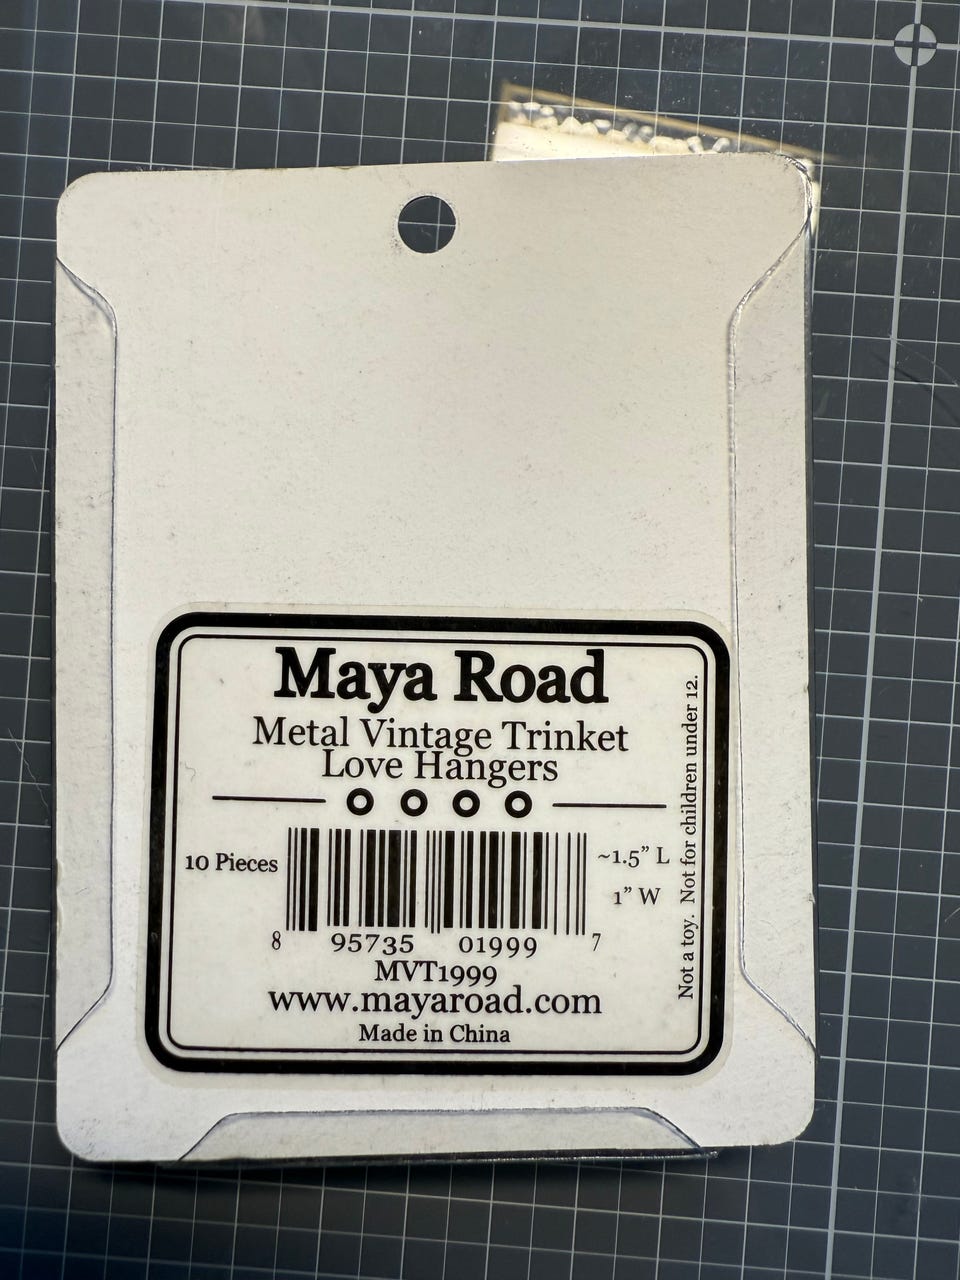 Maya Road
Metal Vintage Trinket
Love Hangers
10 Pieces
~1.5” L
1” W
8 95735 01999 7
MVT1999
www.mayaroad.com
Made in China
Not a toy. Not for children under 12.